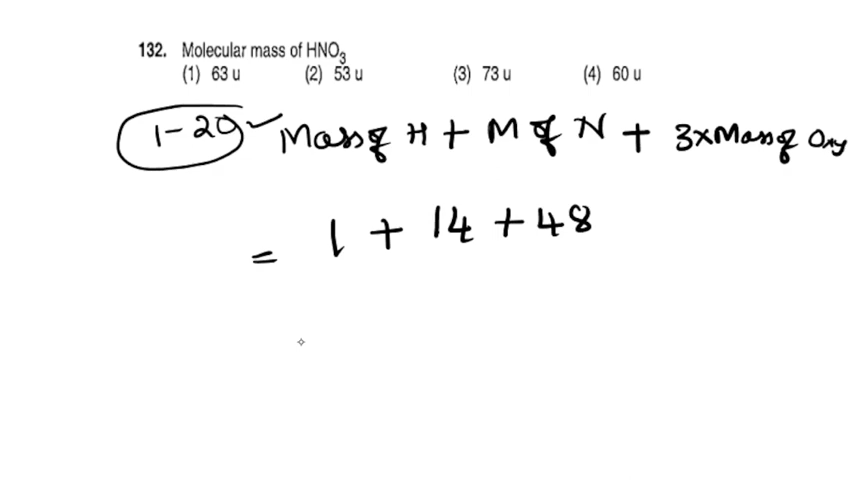 132. Molecular mass of HNO3
(1) 63 u (2) 53 u (3) 73 u (4) 60 u
1-20 ✓ Mass of H + M of N + 3×Mass of Oxy
= 1 + 14 + 48